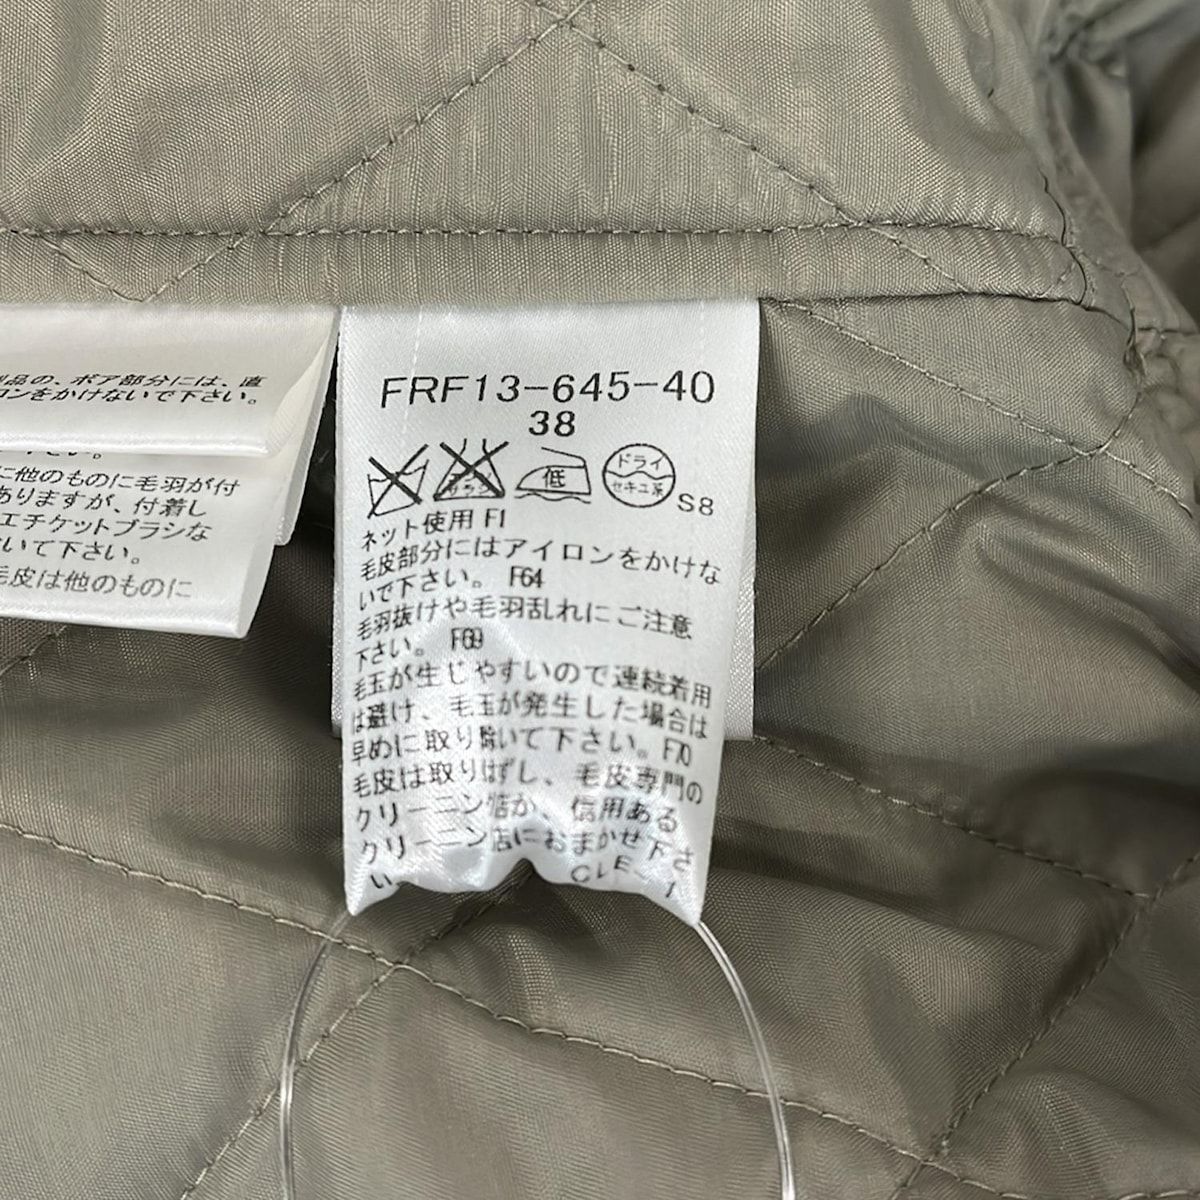 品の、ボア部分には、直
ンをかけないで下さい。
に他のものに毛羽が付
ありますが、付着し
エチケットブラシな
いて下さい。
毛皮は他のものに
FRF13-645-40
38
低
ドライ
セキユ系
S8
ネット使用 F1
毛皮部分にはアイロンをかけな
いで下さい。 F64
毛羽抜けや毛羽乱れにご注意
下さい。 F69
毛玉が生じやすいので連続着用
は避け、毛玉が発生した場合は
早めに取り除いて下さい。F70
毛皮は取りはずし、毛皮専門の
クリーニン 店か、信用ある
クリーニン 店におまかせ下さ
い